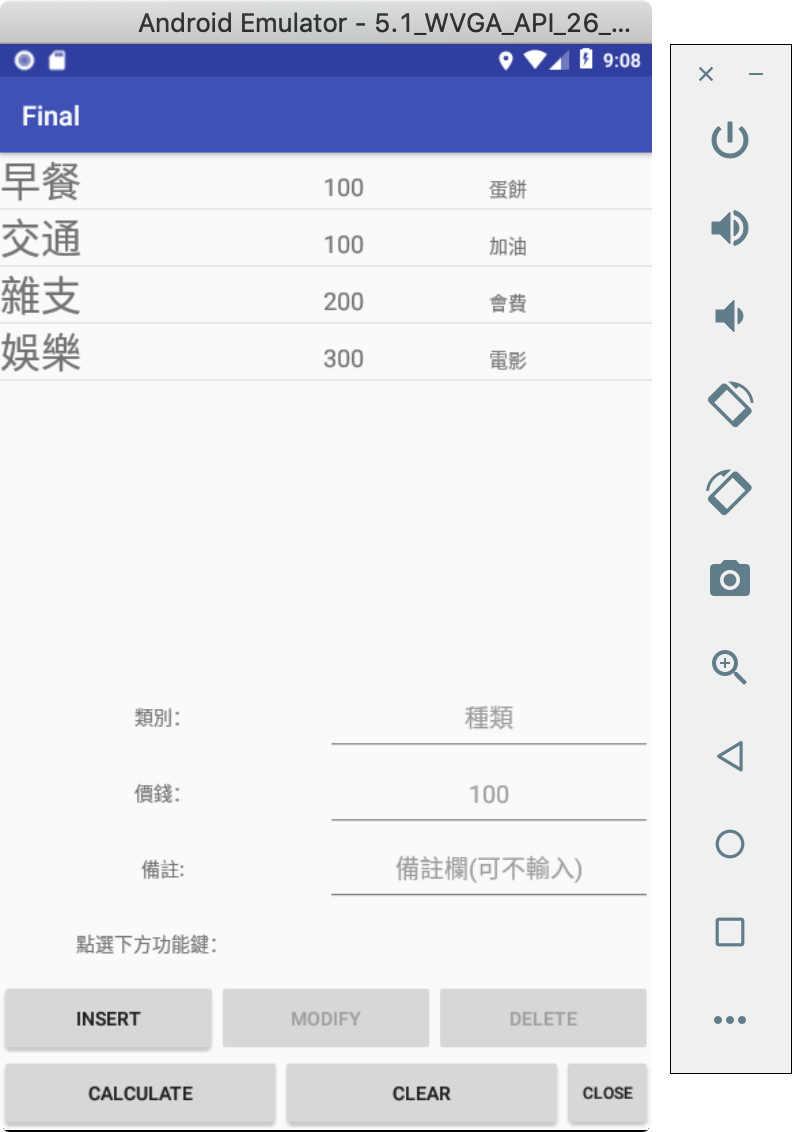 Android Emulator - 5.1_WVGA_API_26_...
9:08
Final
早餐 100 蛋餅
交通 100 加油
雜支 200 會費
娛樂 300 電影
類別: 種類
價錢: 100
備註: 備註欄(可不輸入)
點選下方功能鍵:
INSERT MODIFY DELETE
CALCULATE CLEAR CLOSE